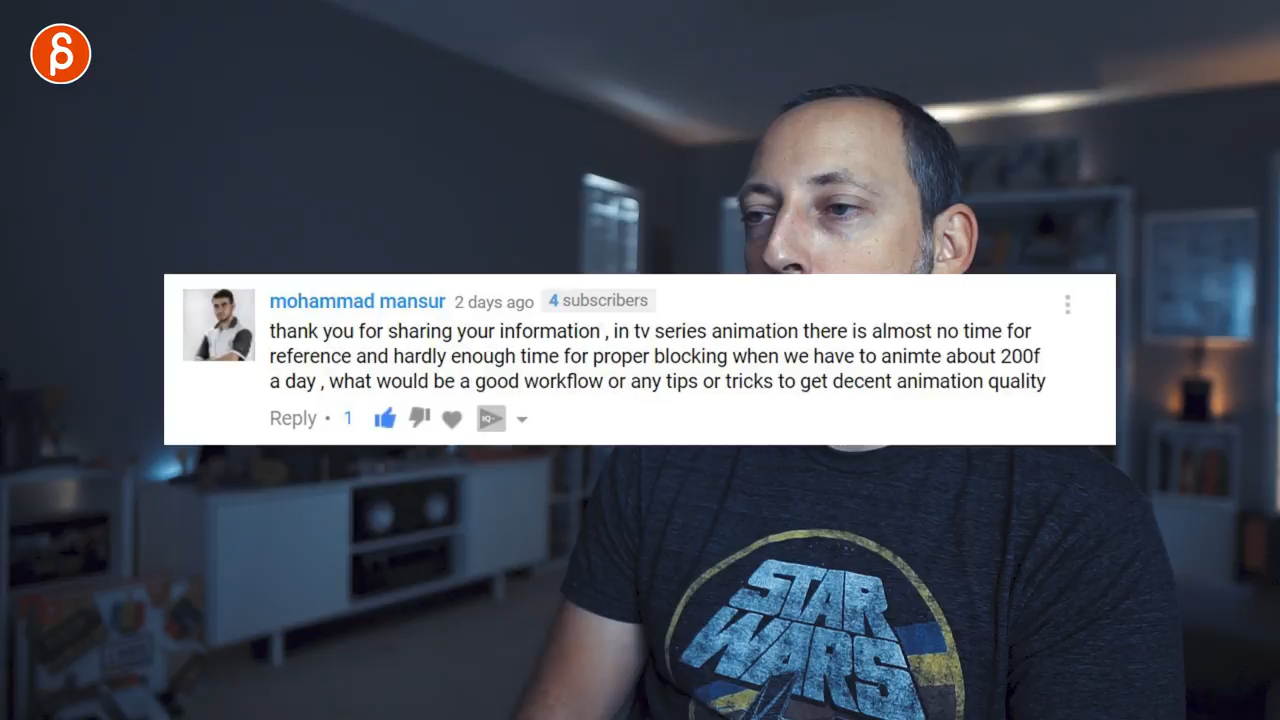 mohammad mansur 2 days ago 4 subscribers
thank you for sharing your information , in tv series animation there is almost no time for
reference and hardly enough time for proper blocking when we have to animte about 200f
a day , what would be a good workflow or any tips or tricks to get decent animation quality
Reply • 1
IQ
STAR
WARS